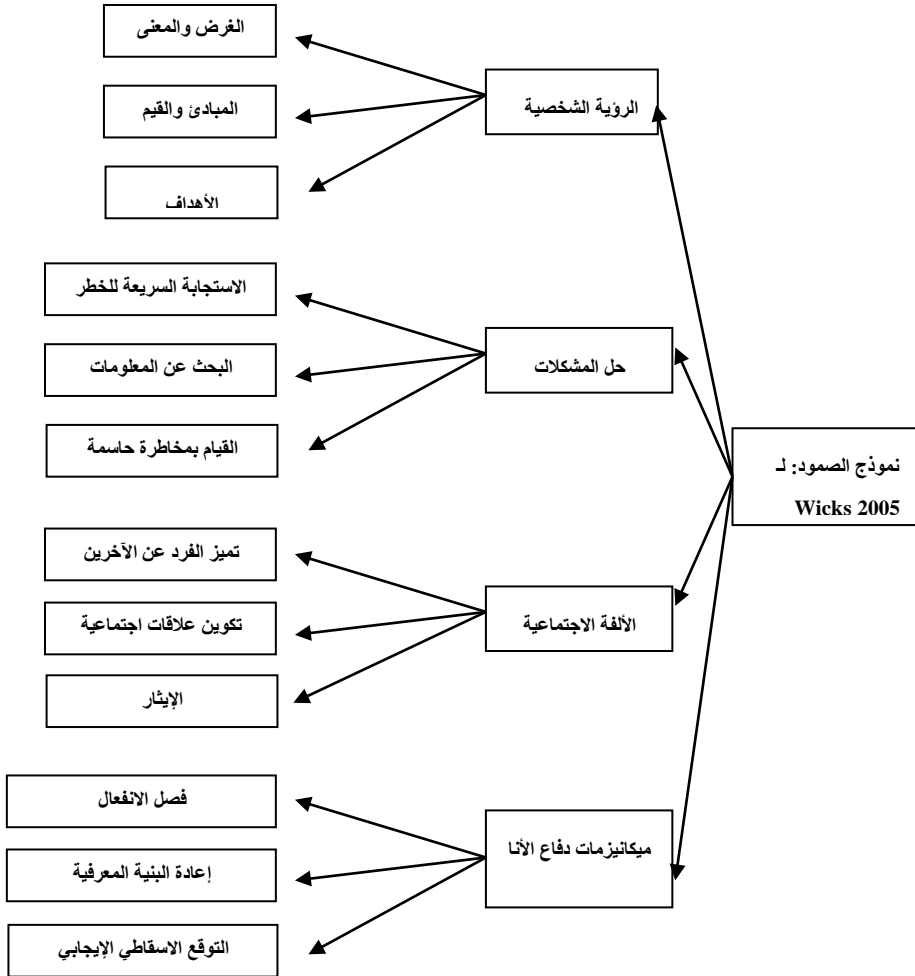 نموذج الصمود: لـ
Wicks 2005
الرؤية الشخصية
الغرض والمعنى
المبادئ والقيم
الأهداف
حل المشكلات
الاستجابة السريعة للخطر
البحث عن المعلومات
القيام بمخاطرة حاسمة
الألفة الاجتماعية
تميز الفرد عن الآخرين
تكوين علاقات اجتماعية
الإيثار
ميكانيزمات دفاع الأنا
فصل الانفعال
إعادة البنية المعرفية
التوقع الاسقاطي الإيجابي